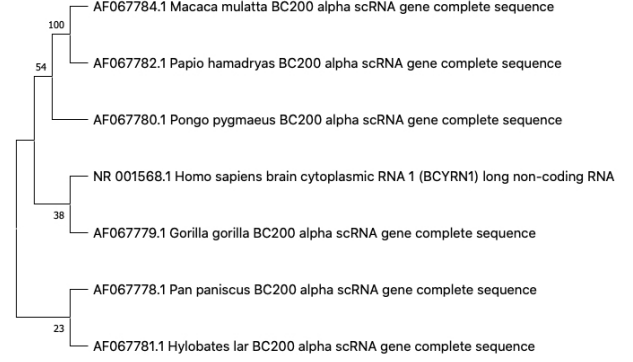 AF067784.1 Macaca mulatta BC200 alpha scRNA gene complete sequence
100
AF067782.1 Papio hamadryas BC200 alpha scRNA gene complete sequence
54
AF067780.1 Pongo pygmaeus BC200 alpha scRNA gene complete sequence
NR 001568.1 Homo sapiens brain cytoplasmic RNA 1 (BCYRN1) long non-coding RNA
38
AF067779.1 Gorilla gorilla BC200 alpha scRNA gene complete sequence
AF067778.1 Pan paniscus BC200 alpha scRNA gene complete sequence
23
AF067781.1 Hylobates lar BC200 alpha scRNA gene complete sequence